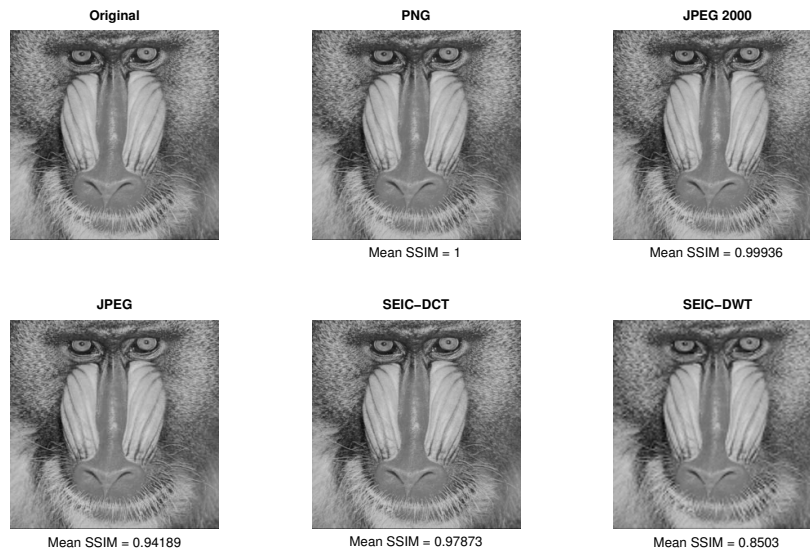 Original
PNG
JPEG 2000
Mean SSIM = 1
Mean SSIM = 0.99936
JPEG
SEIC−DCT
SEIC−DWT
Mean SSIM = 0.94189
Mean SSIM = 0.97873
Mean SSIM = 0.8503